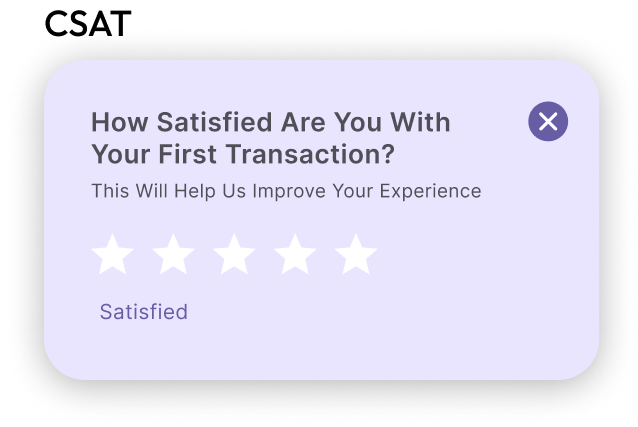 CSAT
How Satisfied Are You With
Your First Transaction?
This Will Help Us Improve Your Experience
Satisfied